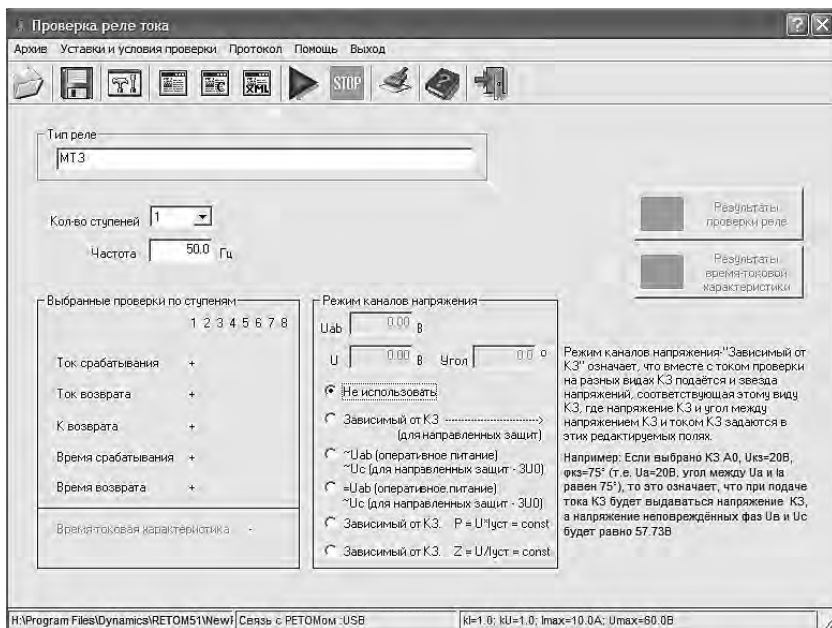 Проверка реле тока
Архив Уставки и условия проверки Протокол Помощь Выход
XML STOP
Тип реле
МТЗ
Кол-во ступеней 1
Частота 50.0 Гц
Результаты
проверки реле
Результаты
время-токовой
характеристики
Выбранные проверки по ступеням
1 2 3 4 5 6 7 8
Ток срабатывания +
Ток возврата +
К возврата +
Время срабатывания +
Время возврата +
Время-токовая характеристика -
Режим каналов напряжения
Uab 0.00 В
U 0.00 В Угол 0.0 °
Не использовать
Зависимый от КЗ ------------------>
(для направленных защит)
~Uab (оперативное питание)
~Uc (для направленных защит - 3U0)
=Uab (оперативное питание)
~Uc (для направленных защит - 3U0)
Зависимый от КЗ. P = U*Iуст = const
Зависимый от КЗ. Z = U/Iуст = const
Режим каналов напряжения-"Зависимый от
КЗ" означает, что вместе с током проверки
на разных видах КЗ подаётся и звезда
напряжений, соответствующая этому виду
КЗ, где напряжение КЗ и угол между
напряжением КЗ и током КЗ задаются в
этих редактируемых полях.
Например: Если выбрано КЗ А0, Uкз=20В,
φкз=75° (т.е. Uа=20В, угол между Uа и Iа
равен 75°), то это означает, что при подаче
тока КЗ будет выдаваться напряжение КЗ,
а напряжение неповреждённых фаз Uв и Uс
будет равно 57.73В
H:\Program Files\Dynamics\RETOM51\New Связь с РЕТОМом :USB kI=1.0; kU=1.0; Imax=10.0A; Umax=60.0В